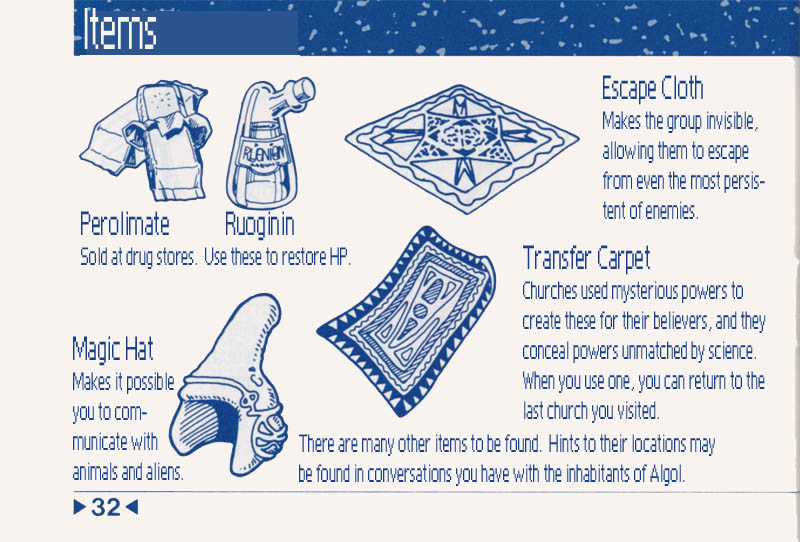 Items
Perolimate
Ruoginin
Sold at drug stores. Use these to restore HP.
Escape Cloth
Makes the group invisible,
allowing them to escape
from even the most persis-
tent of enemies.
Transfer Carpet
Churches used mysterious powers to
create these for their believers, and they
conceal powers unmatched by science.
When you use one, you can return to the
last church you visited.
Magic Hat
Makes it possible
you to com-
municate with
animals and aliens.
There are many other items to be found. Hints to their locations may
be found in conversations you have with the inhabitants of Algol.
▶32◀